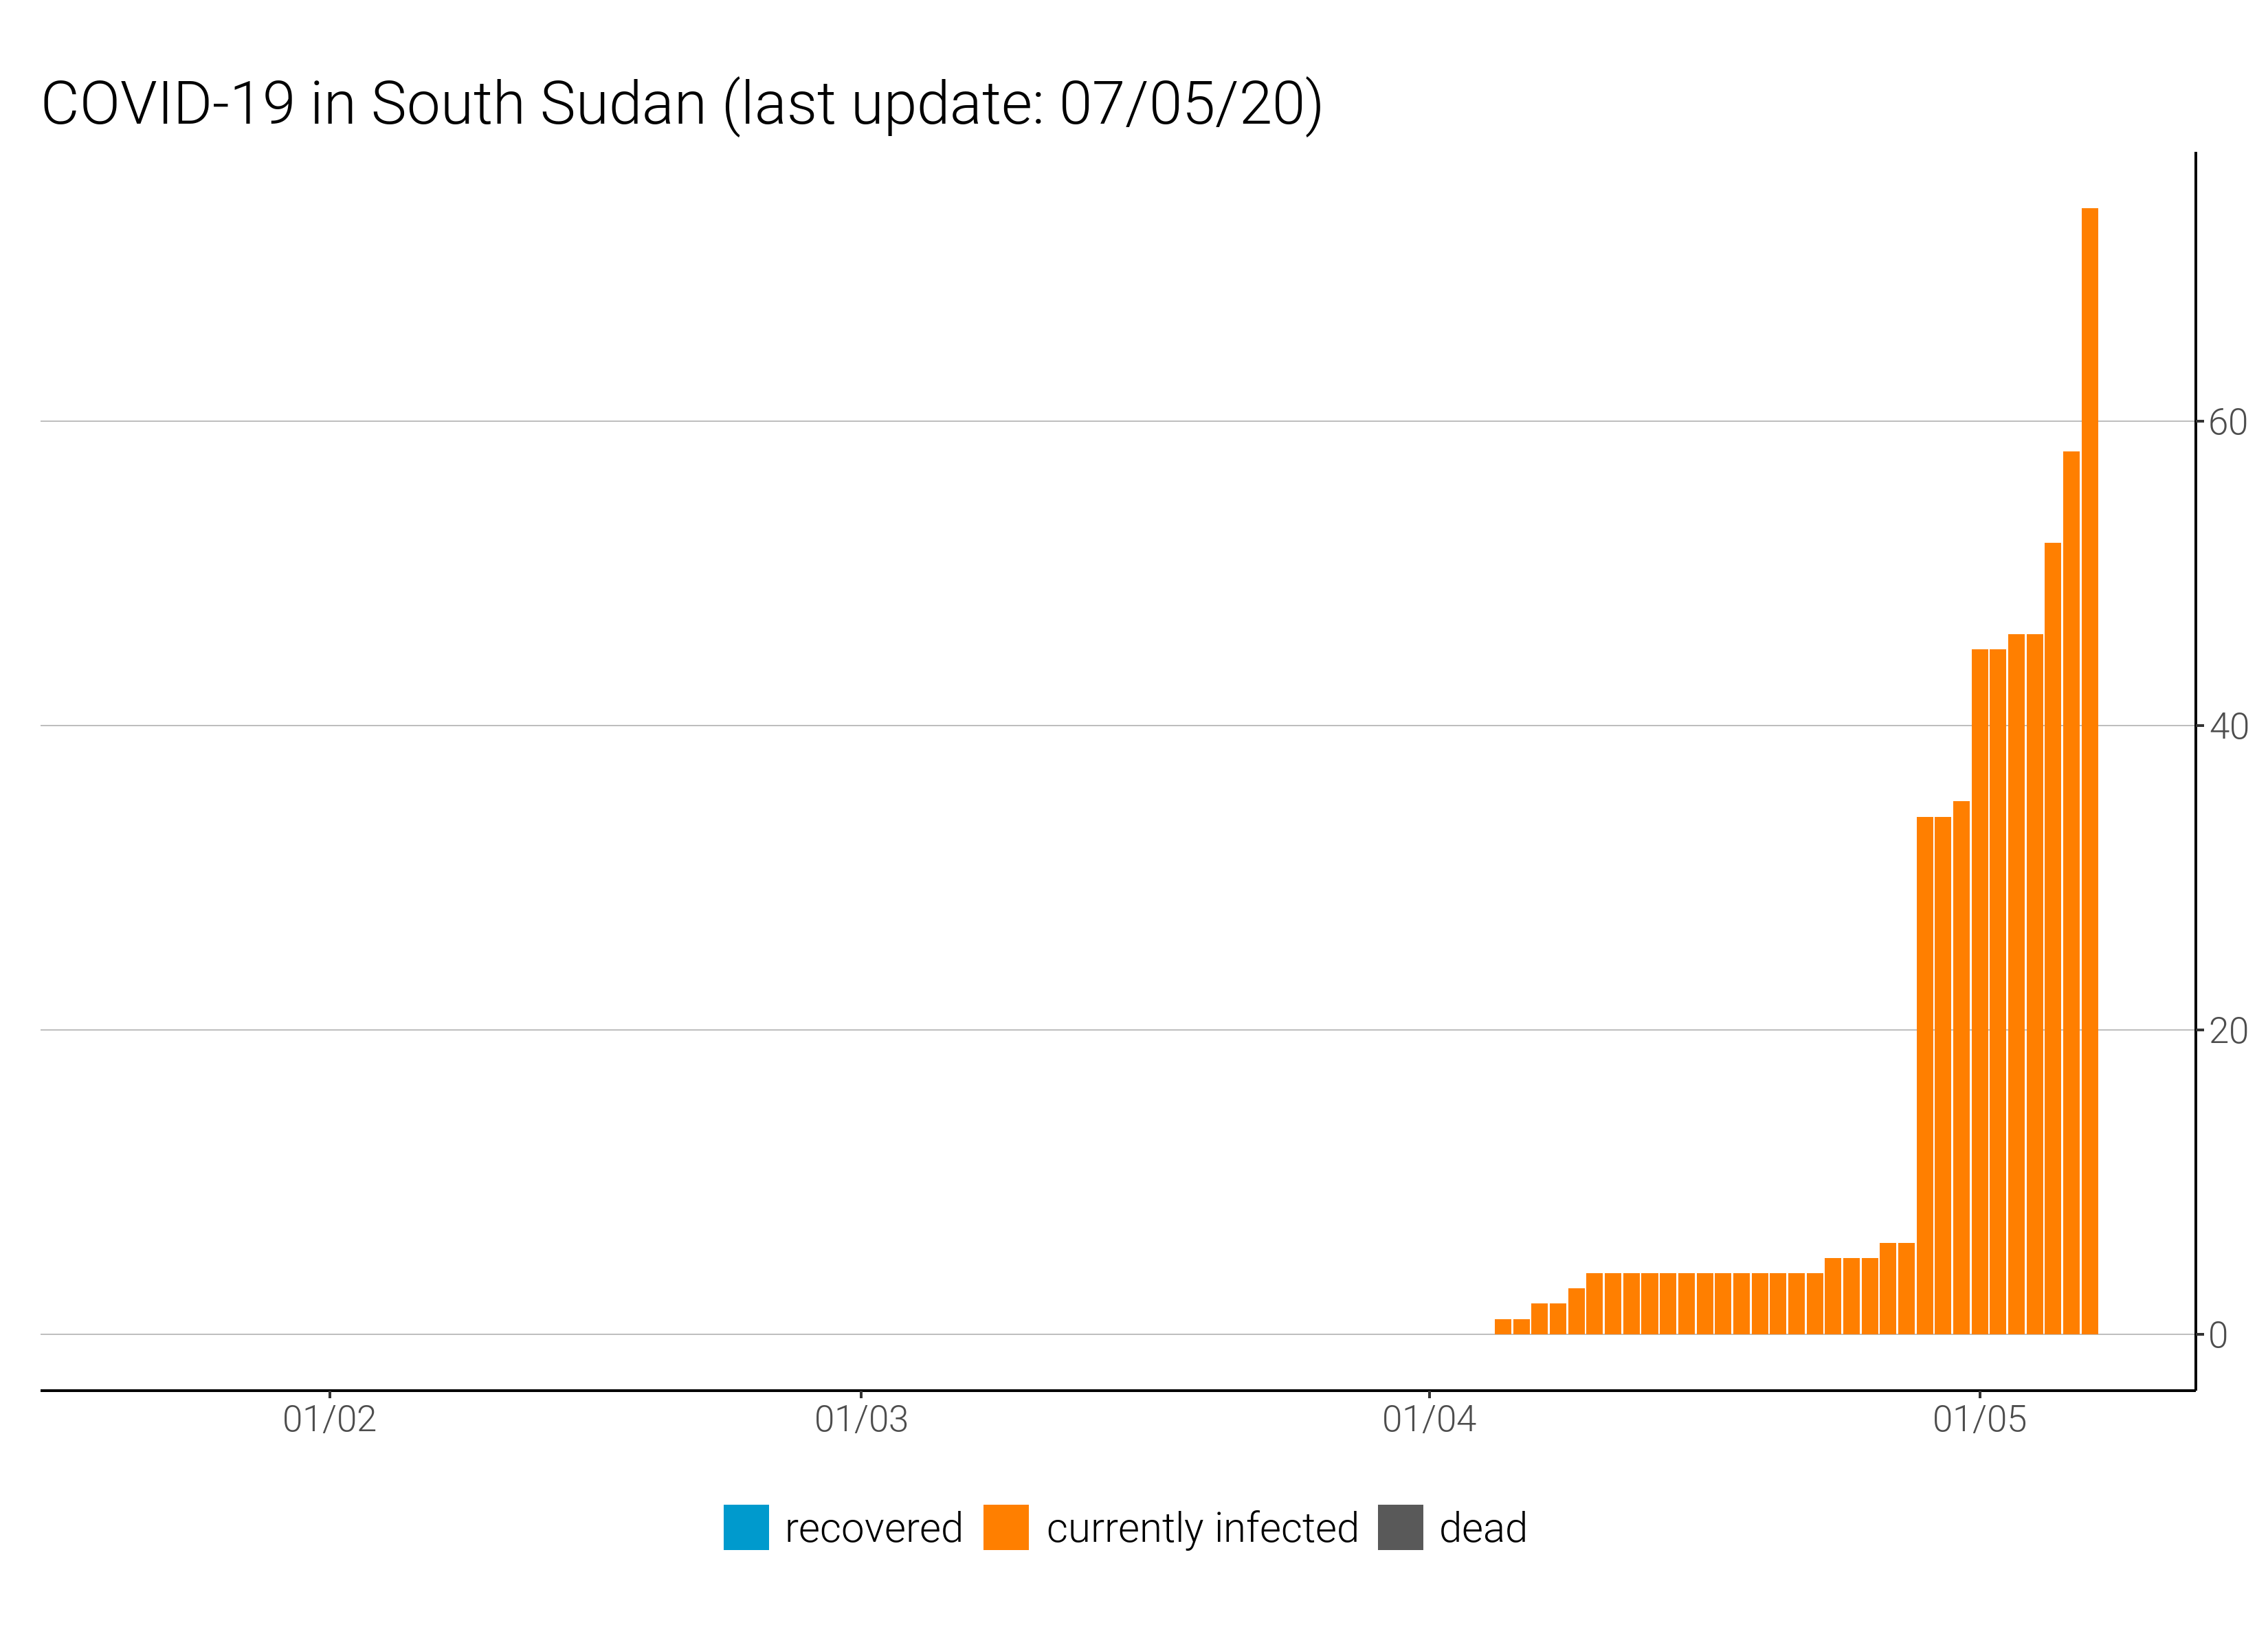 COVID-19 in South Sudan (last update: 07/05/20)
60
40
20
0
01/02 01/03 01/04 01/05
recovered currently infected dead